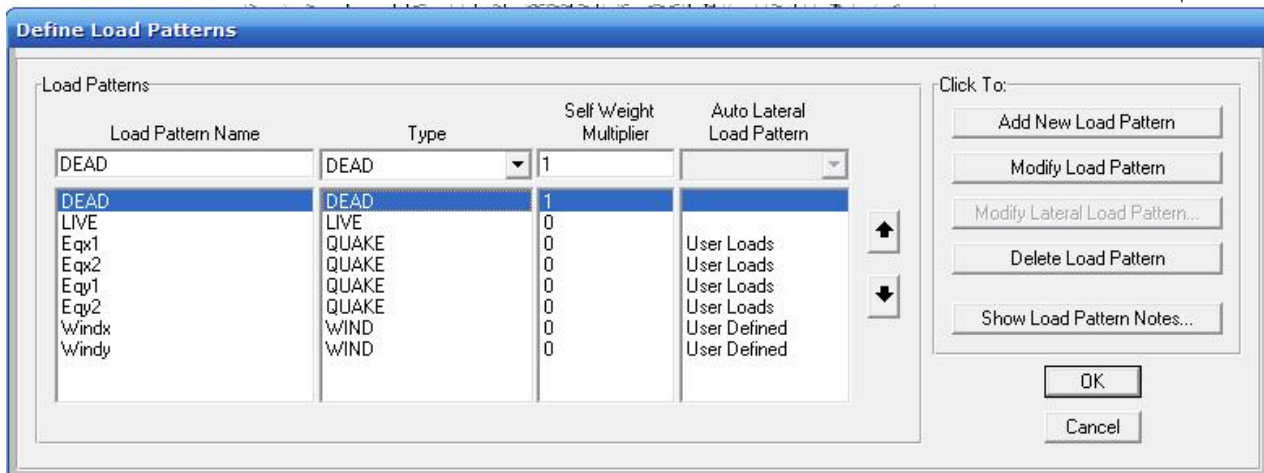 Define Load Patterns
Load Patterns
Click To:
Load Pattern Name Type Self Weight Multiplier Auto Lateral Load Pattern
DEAD DEAD 1
DEAD DEAD 1
LIVE LIVE 0
Eqx1 QUAKE 0 User Loads
Eqx2 QUAKE 0 User Loads
Eqy1 QUAKE 0 User Loads
Eqy2 QUAKE 0 User Loads
Windx WIND 0 User Defined
Windy WIND 0 User Defined
Add New Load Pattern
Modify Load Pattern
Modify Lateral Load Pattern...
Delete Load Pattern
Show Load Pattern Notes...
OK
Cancel